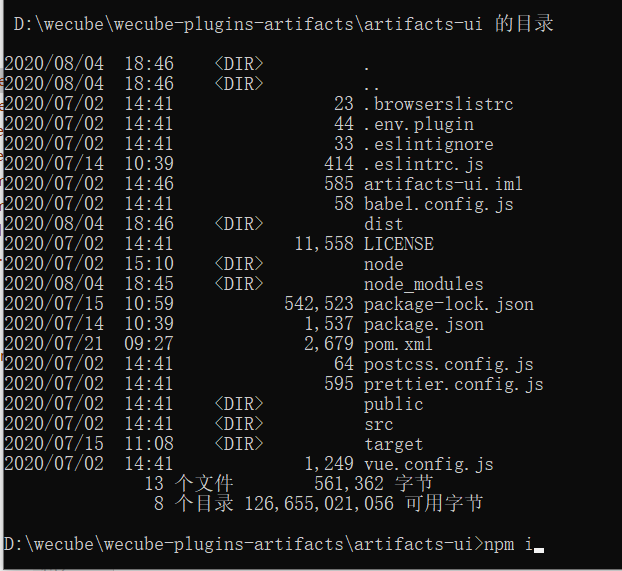 D:\wecube\wecube-plugins-artifacts\artifacts-ui 的目录
2020/08/04 18:46 <DIR> .
2020/08/04 18:46 <DIR> ..
2020/07/02 14:41 23 .browserslistrc
2020/07/02 14:41 44 .env.plugin
2020/07/02 14:41 33 .eslintignore
2020/07/14 10:39 414 .eslintrc.js
2020/07/02 14:46 585 artifacts-ui.iml
2020/07/02 14:41 58 babel.config.js
2020/08/04 18:46 <DIR> dist
2020/07/02 14:41 11,558 LICENSE
2020/07/02 15:10 <DIR> node
2020/08/04 18:45 <DIR> node_modules
2020/07/15 10:59 542,523 package-lock.json
2020/07/14 10:39 1,537 package.json
2020/07/21 09:27 2,679 pom.xml
2020/07/02 14:41 64 postcss.config.js
2020/07/02 14:41 595 prettier.config.js
2020/07/02 14:41 <DIR> public
2020/07/02 14:41 <DIR> src
2020/07/15 11:08 <DIR> target
2020/07/02 14:41 1,249 vue.config.js
13 个文件 561,362 字节
8 个目录 126,655,021,056 可用字节
D:\wecube\wecube-plugins-artifacts\artifacts-ui>npm i